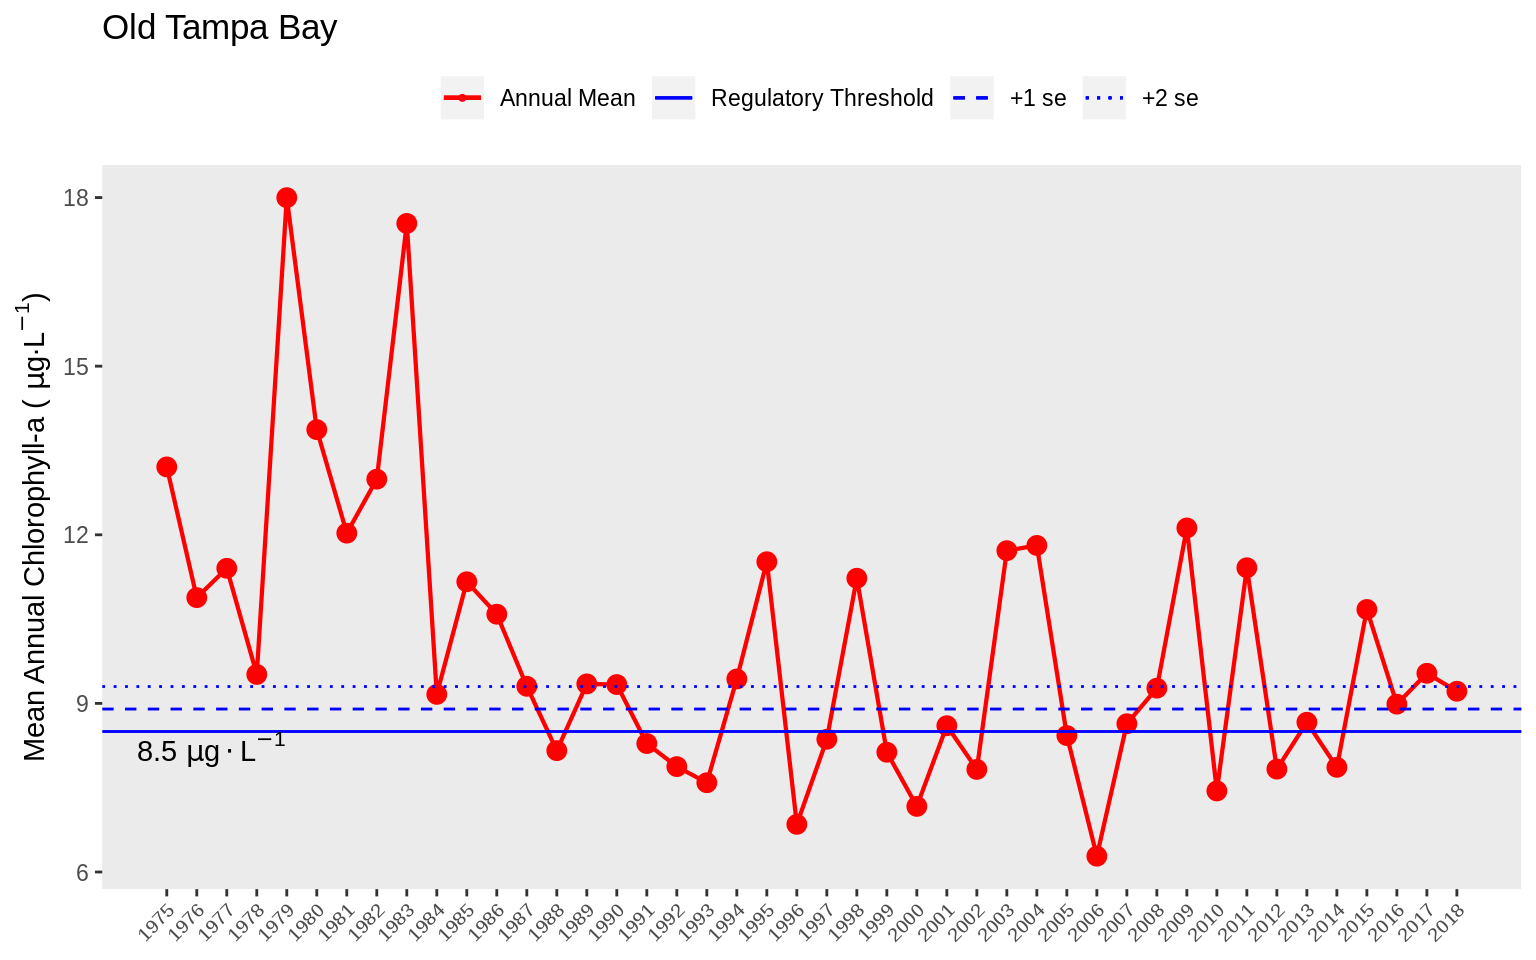 Old Tampa Bay
Annual Mean Regulatory Threshold +1 se +2 se
Mean Annual Chlorophyll-a ( µg·L⁻¹)
18
15
12
9
6
8.5 µg · L⁻¹
1975 1976 1977 1978 1979 1980 1981 1982 1983 1984 1985 1986 1987 1988 1989 1990 1991 1992 1993 1994 1995 1996 1997 1998 1999 2000 2001 2002 2003 2004 2005 2006 2007 2008 2009 2010 2011 2012 2013 2014 2015 2016 2017 2018